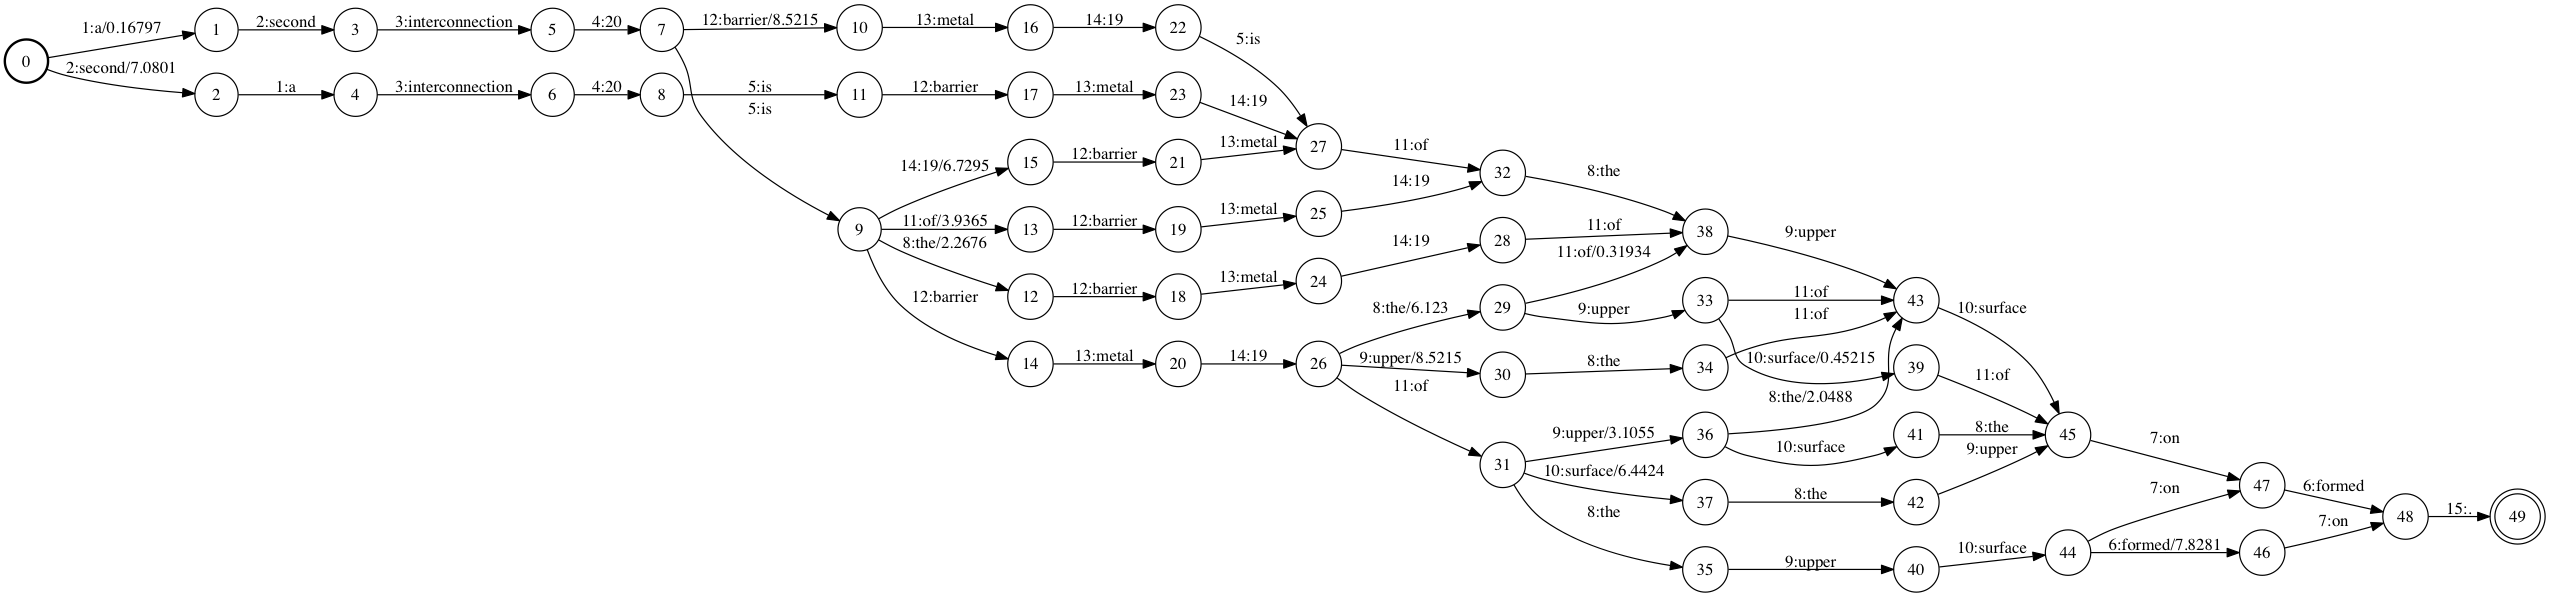 0
1:a/0.16797
2:second/7.0801
1
2
2:second
1:a
3
4
3:interconnection
3:interconnection
5
6
4:20
4:20
7
8
12:barrier/8.5215
5:is
5:is
10
11
9
13:metal
12:barrier
14:19/6.7295
11:of/3.9365
8:the/2.2676
12:barrier
16
17
15
13
12
14
14:19
13:metal
12:barrier
12:barrier
12:barrier
13:metal
22
23
21
19
18
20
5:is
14:19
13:metal
13:metal
13:metal
14:19
27
25
24
26
11:of
14:19
14:19
8:the/6.123
9:upper/8.5215
11:of
32
28
29
30
31
8:the
11:of
11:of/0.31934
9:upper
8:the
9:upper/3.1055
10:surface/6.4424
8:the
38
33
34
36
37
35
9:upper
11:of
11:of
10:surface/0.45215
8:the/2.0488
10:surface
8:the
9:upper
43
39
41
42
40
10:surface
11:of
8:the
9:upper
10:surface
45
44
7:on
7:on
6:formed/7.8281
47
46
6:formed
7:on
48
15:.
49